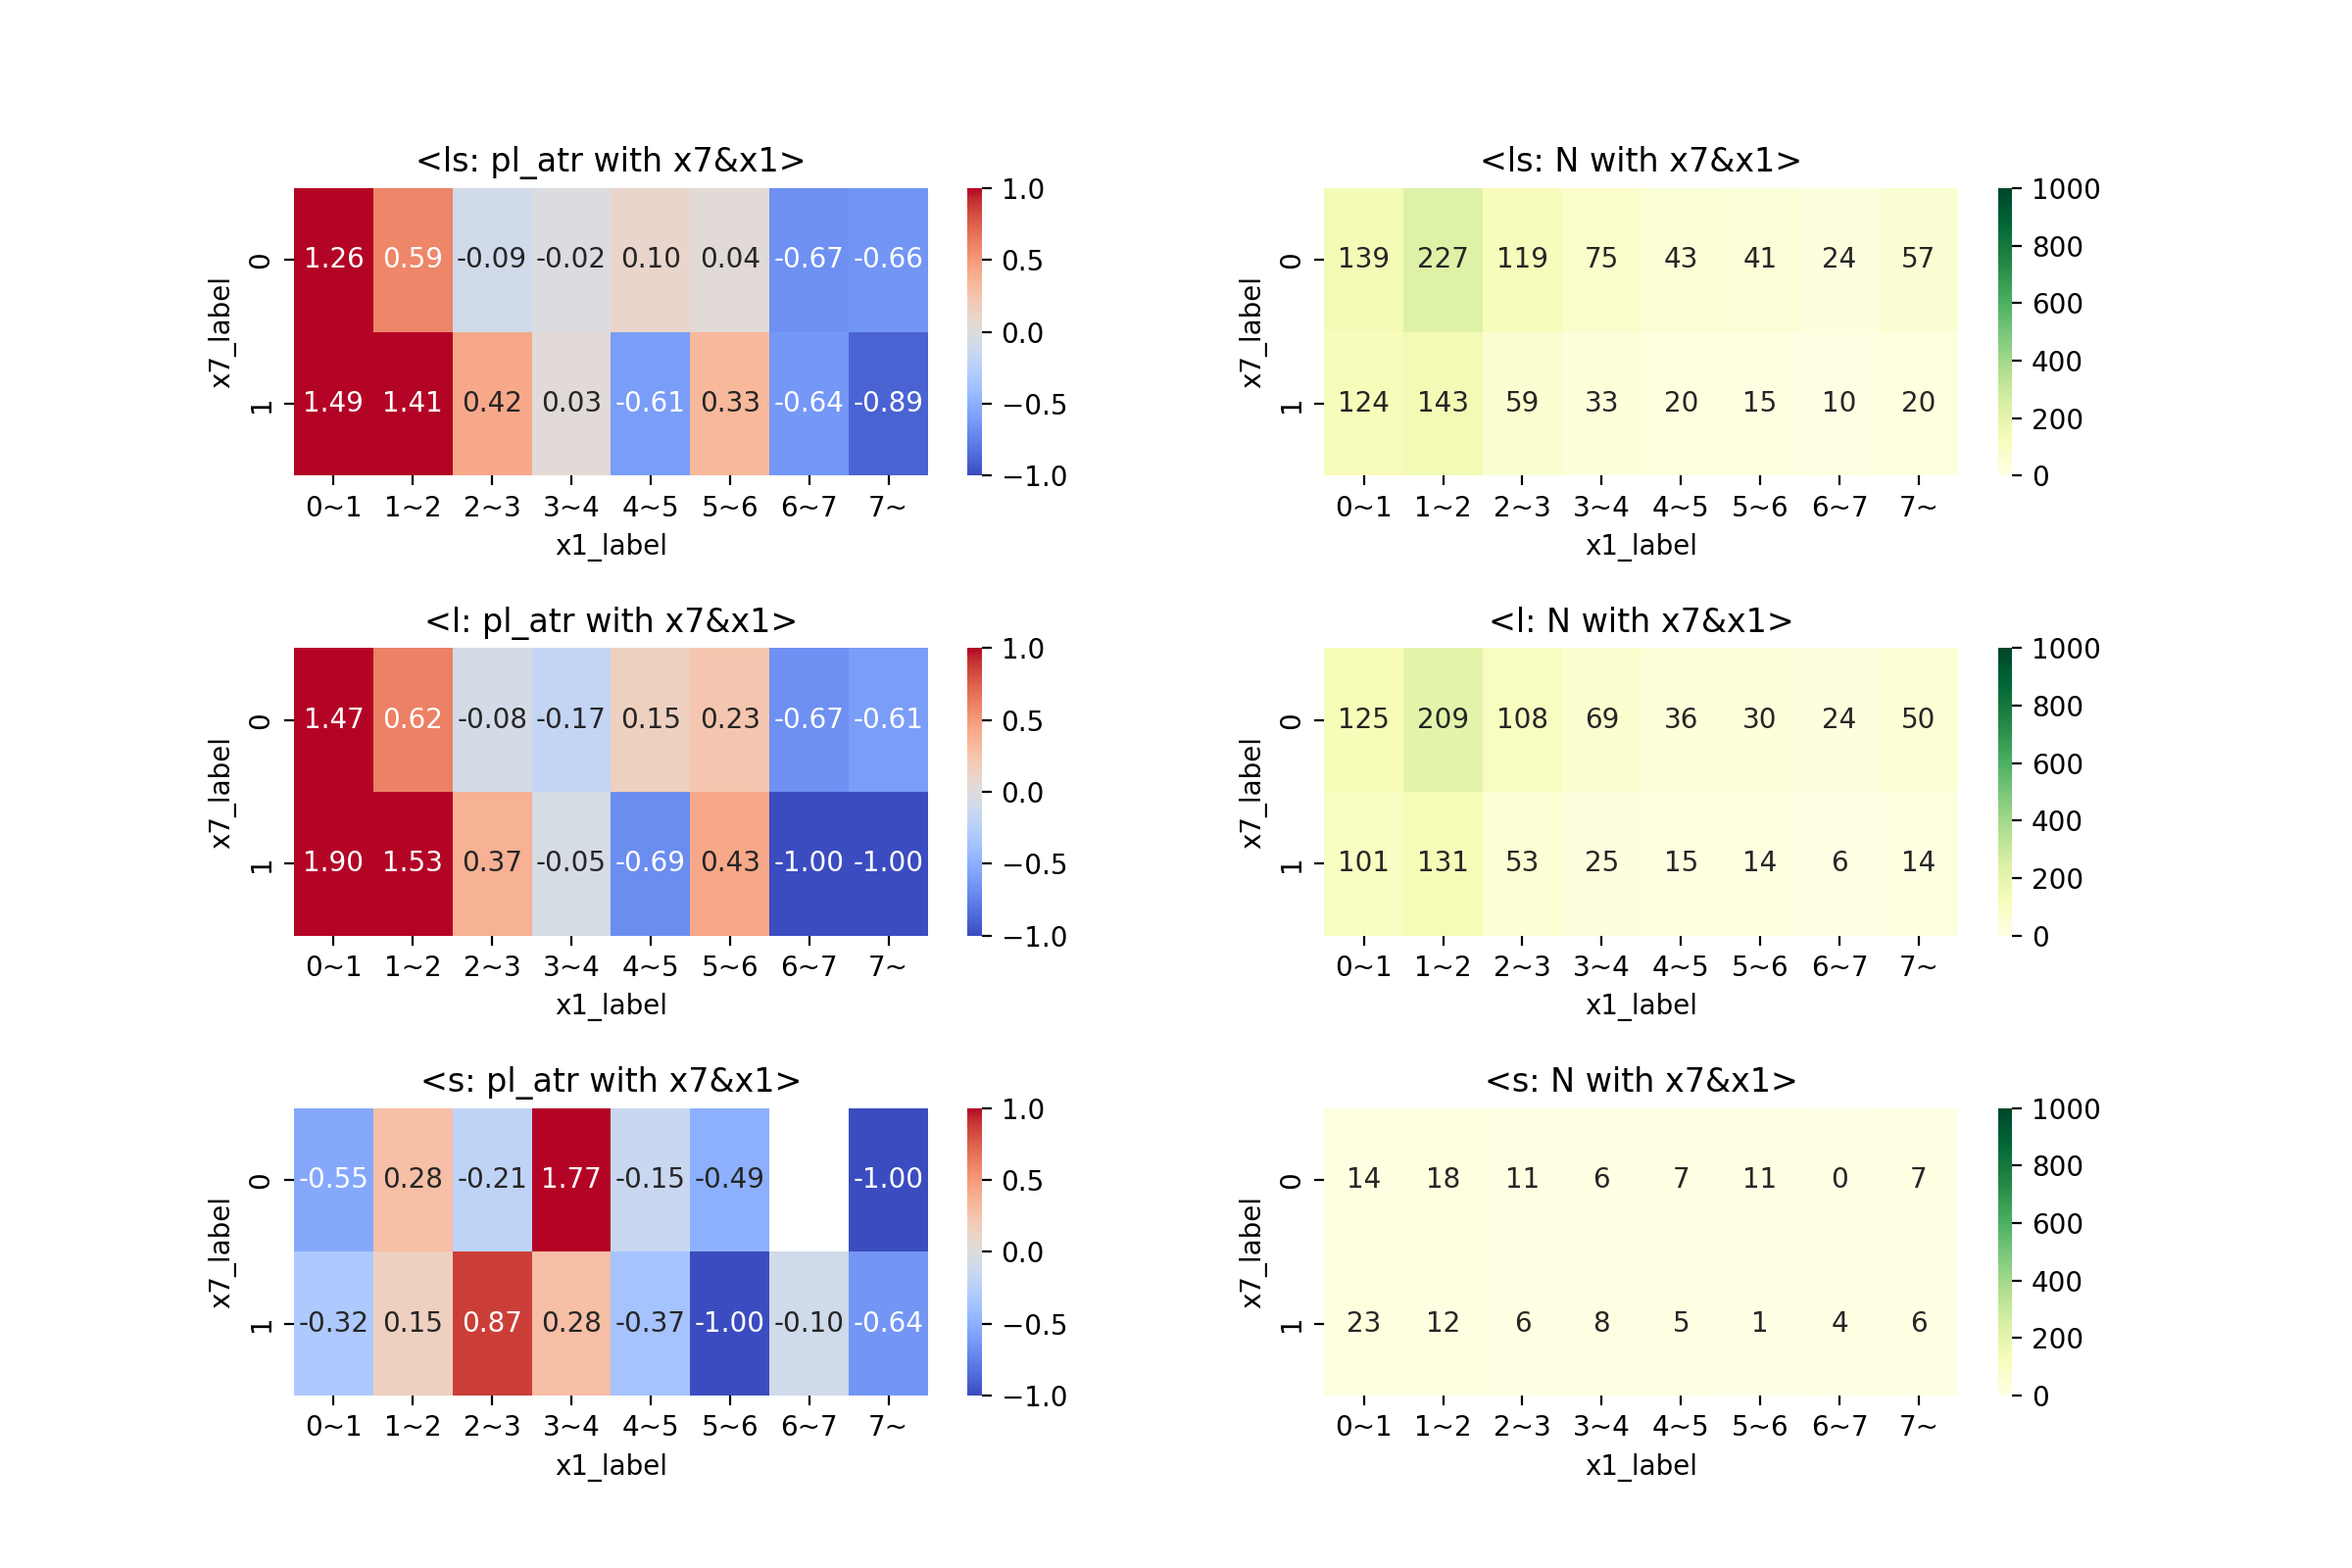 <ls: pl_atr with x7&x1>
1.26 0.59 -0.09 -0.02 0.10 0.04 -0.67 -0.66
1.49 1.41 0.42 0.03 -0.61 0.33 -0.64 -0.89
0
1
x7_label
0~1 1~2 2~3 3~4 4~5 5~6 6~7 7~
x1_label
1.0
0.5
0.0
−0.5
−1.0
<ls: N with x7&x1>
139 227 119 75 43 41 24 57
124 143 59 33 20 15 10 20
0
1
x7_label
0~1 1~2 2~3 3~4 4~5 5~6 6~7 7~
x1_label
1000
800
600
400
200
0
<l: pl_atr with x7&x1>
1.47 0.62 -0.08 -0.17 0.15 0.23 -0.67 -0.61
1.90 1.53 0.37 -0.05 -0.69 0.43 -1.00 -1.00
0
1
x7_label
0~1 1~2 2~3 3~4 4~5 5~6 6~7 7~
x1_label
1.0
0.5
0.0
−0.5
−1.0
<l: N with x7&x1>
125 209 108 69 36 30 24 50
101 131 53 25 15 14 6 14
0
1
x7_label
0~1 1~2 2~3 3~4 4~5 5~6 6~7 7~
x1_label
1000
800
600
400
200
0
<s: pl_atr with x7&x1>
-0.55 0.28 -0.21 1.77 -0.15 -0.49 -1.00
-0.32 0.15 0.87 0.28 -0.37 -1.00 -0.10 -0.64
0
1
x7_label
0~1 1~2 2~3 3~4 4~5 5~6 6~7 7~
x1_label
1.0
0.5
0.0
−0.5
−1.0
<s: N with x7&x1>
14 18 11 6 7 11 0 7
23 12 6 8 5 1 4 6
0
1
x7_label
0~1 1~2 2~3 3~4 4~5 5~6 6~7 7~
x1_label
1000
800
600
400
200
0